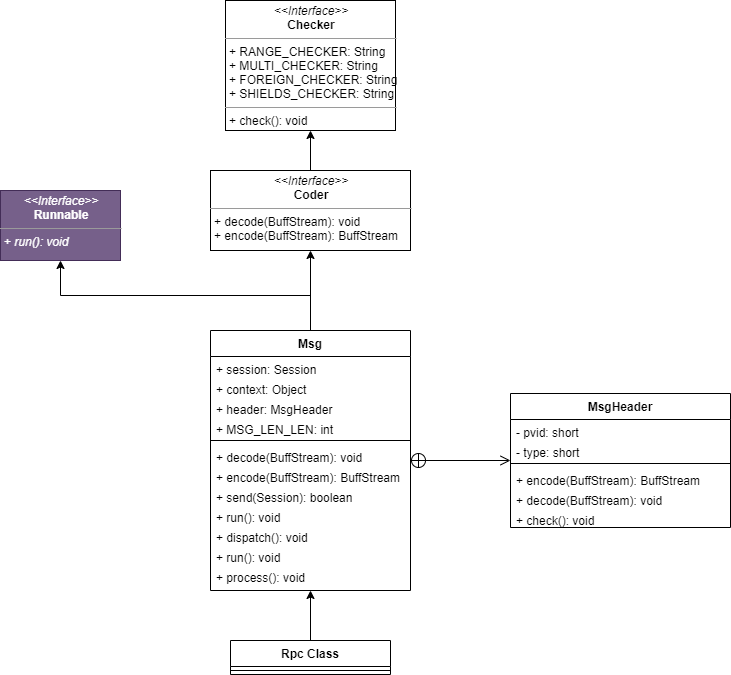 <<Interface>>
Checker
+ RANGE_CHECKER: String
+ MULTI_CHECKER: String
+ FOREIGN_CHECKER: String
+ SHIELDS_CHECKER: String
+ check(): void
<<Interface>>
Coder
+ decode(BuffStream): void
+ encode(BuffStream): BuffStream
<<Interface>>
Runnable
+ run(): void
Msg
+ session: Session
+ context: Object
+ header: MsgHeader
+ MSG_LEN_LEN: int
+ decode(BuffStream): void
+ encode(BuffStream): BuffStream
+ send(Session): boolean
+ run(): void
+ dispatch(): void
+ run(): void
+ process(): void
MsgHeader
- pvid: short
- type: short
+ encode(BuffStream): BuffStream
+ decode(BuffStream): void
+ check(): void
Rpc Class